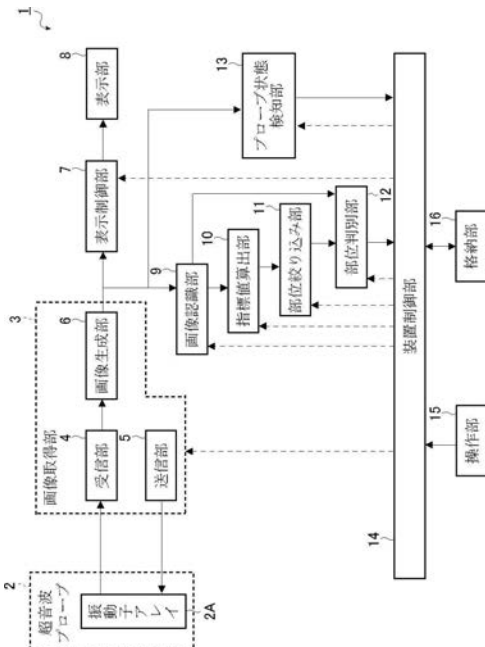 1
2
超音波
プローブ
振動子アレイ
2A
3
画像取得部
4
受信部
5
送信部
6
画像生成部
7
表示制御部
8
表示部
9
画像認識部
10
指標値算出部
11
部位絞り込み部
12
部位判別部
13
プローブ状態
検知部
14
装置制御部
15
操作部
16
格納部